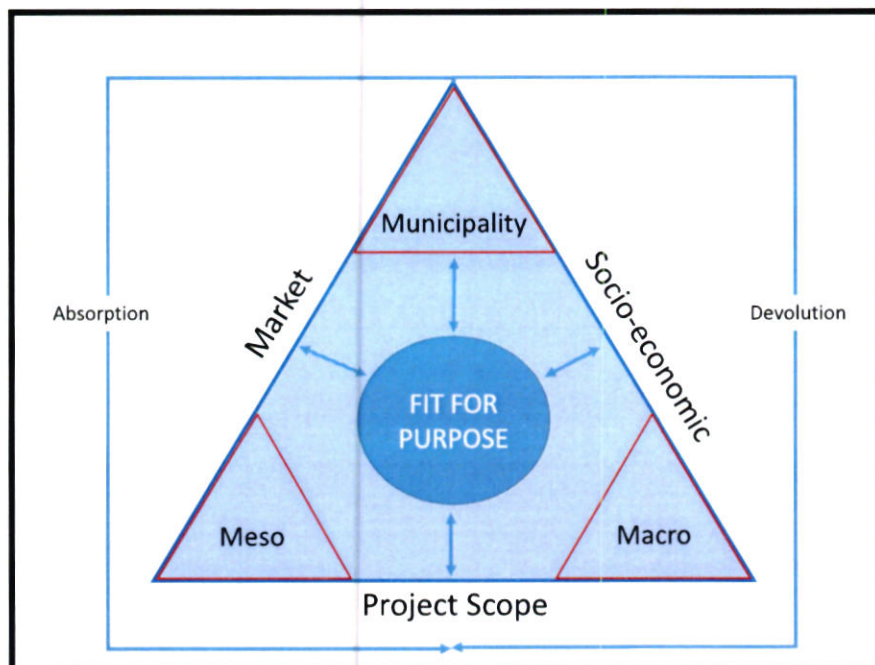 Municipality
Market
Socio-economic
Absorption
Devolution
FIT FOR
PURPOSE
Meso
Macro
Project Scope